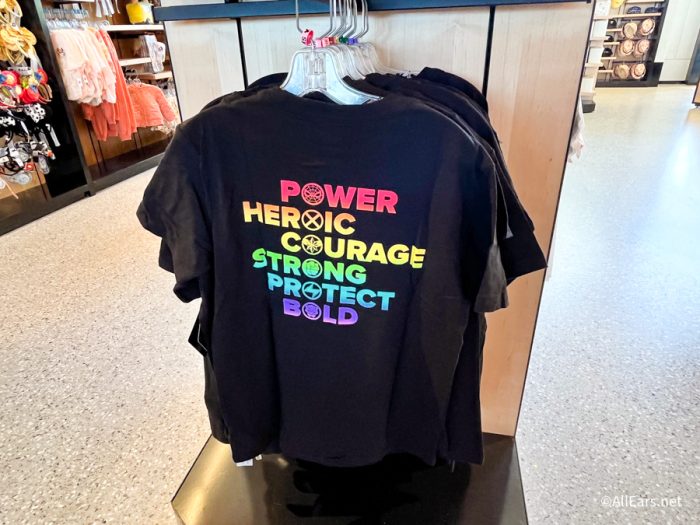 POWER
HEROIC
COURAGE
STRONG
PROTECT
BOLD
©AllEars.net